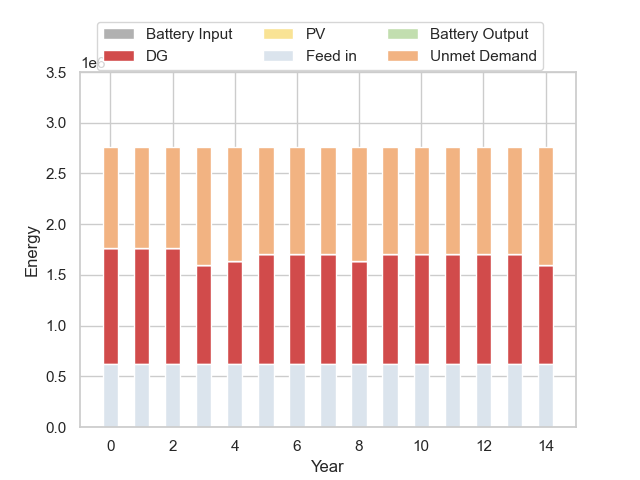 Battery Input PV Battery Output
DG Feed in Unmet Demand
1e6
3.5
3.0
2.5
2.0
1.5
1.0
0.5
0.0
Energy
0 2 4 6 8 10 12 14
Year